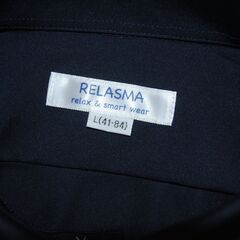 RELASMA
relax & smart wear
L(41-84)